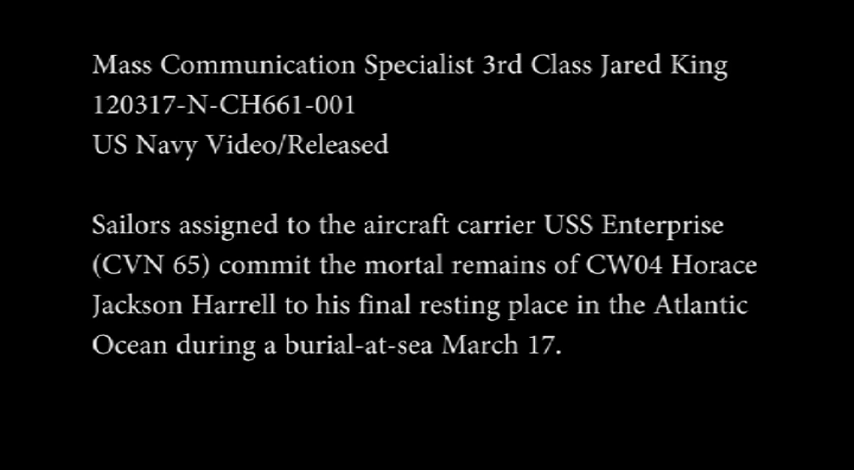 Mass Communication Specialist 3rd Class Jared King
120317-N-CH661-001
US Navy Video/Released
Sailors assigned to the aircraft carrier USS Enterprise
(CVN 65) commit the mortal remains of CW04 Horace
Jackson Harrell to his final resting place in the Atlantic
Ocean during a burial-at-sea March 17.